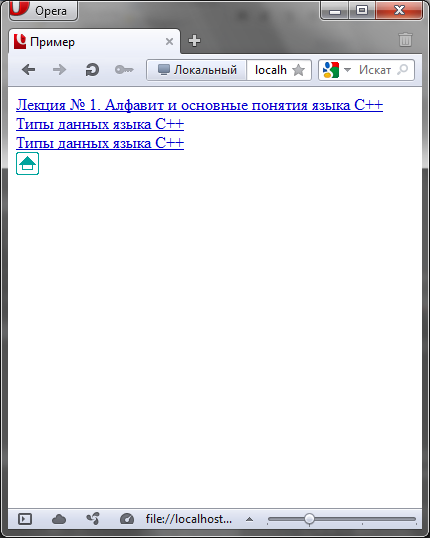 Opera
Пример
Локальный
localh
Искат
Лекция № 1. Алфавит и основные понятия языка C++
Типы данных языка C++
Типы данных языка C++
file://localhost...